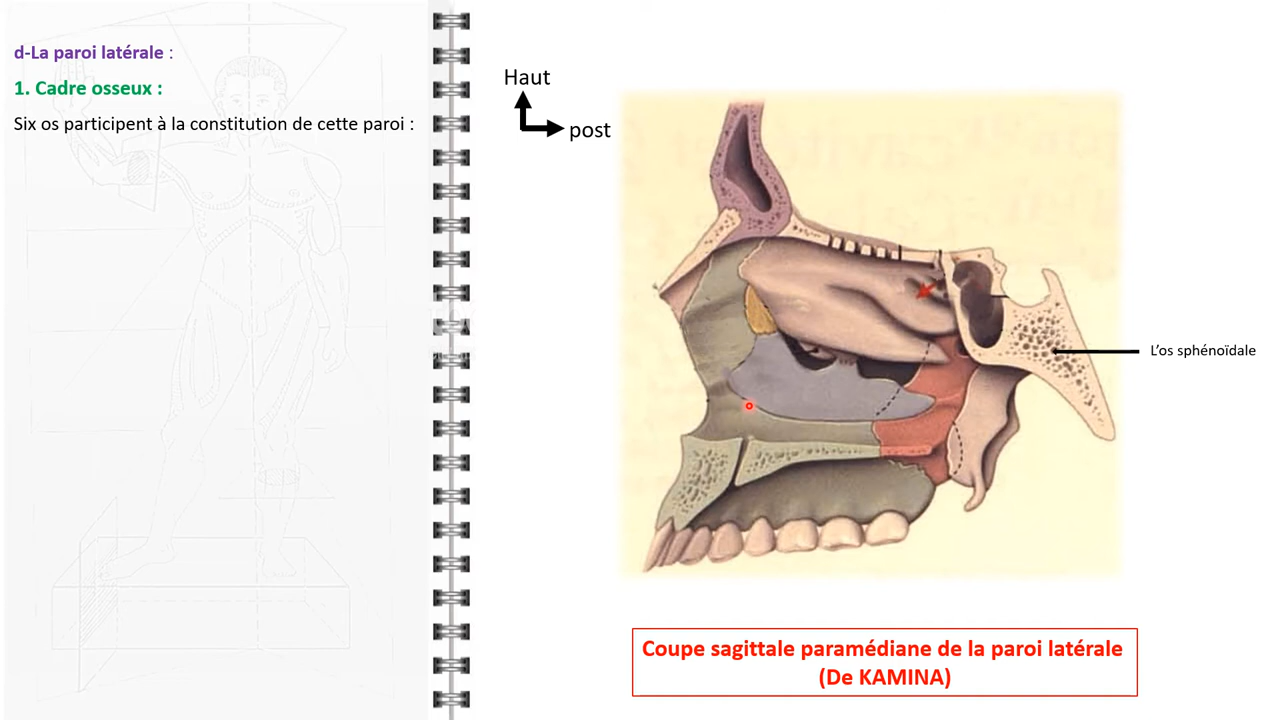 d-La paroi latérale :
1. Cadre osseux :
Six os participent à la constitution de cette paroi :
Haut
post
L'os sphénoïdale
Coupe sagittale paramédiane de la paroi latérale
(De KAMINA)